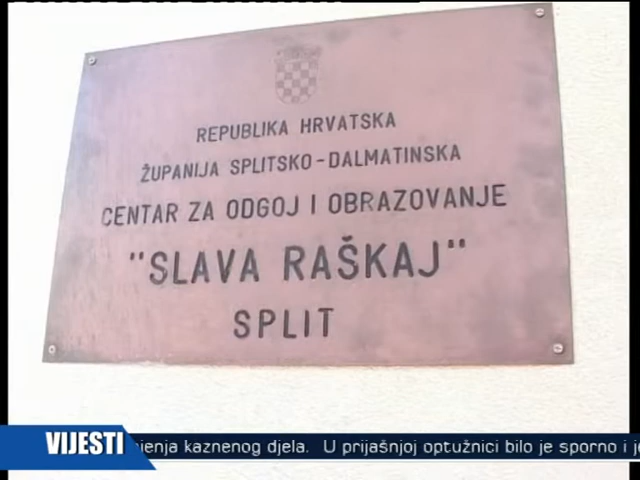 REPUBLIKA HRVATSKA
ŽUPANIJA SPLITSKO-DALMATINSKA
CENTAR ZA ODGOJ I OBRAZOVANJE
"SLAVA RAŠKAJ"
SPLIT
VIJESTI kaznenog djela. U prijašnjoj optužnici bilo je sporno i